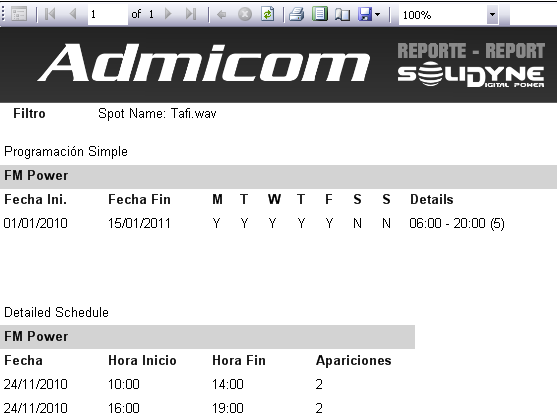 1 of 1 100%
Admicom REPORTE - REPORT
SOLIDYNE
DIGITAL POWER
Filtro Spot Name: Tafi.wav
Programación Simple
FM Power
Fecha Ini. Fecha Fin M T W T F S S Details
01/01/2010 15/01/2011 Y Y Y Y Y N N 06:00 - 20:00 (5)
Detailed Schedule
FM Power
Fecha Hora Inicio Hora Fin Apariciones
24/11/2010 10:00 14:00 2
24/11/2010 16:00 19:00 2